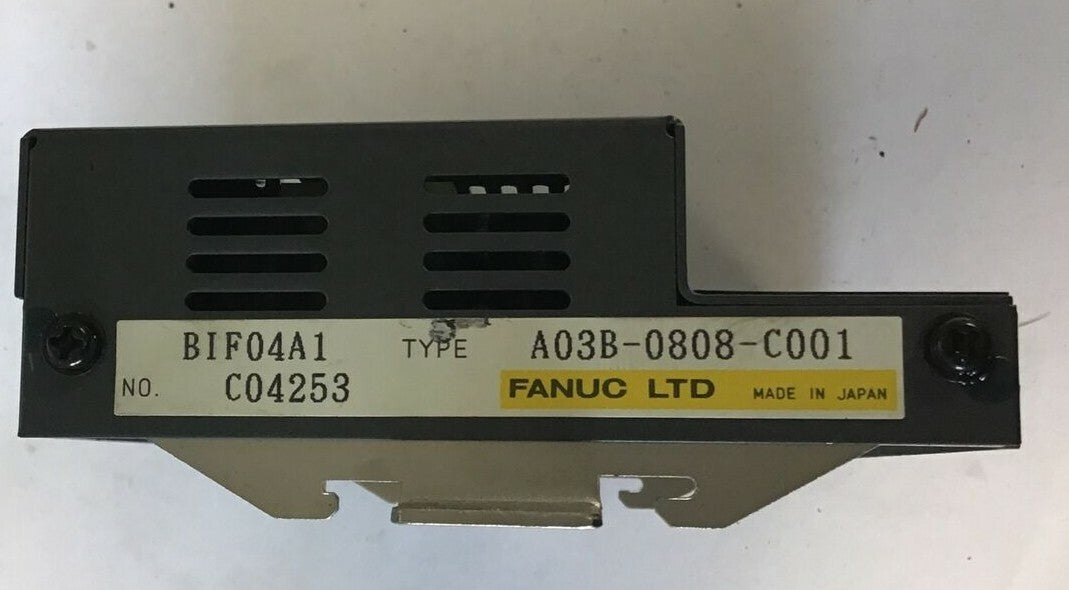 BIF04A1 TYPE A03B-0808-C001
NO. C04253 FANUC LTD MADE IN JAPAN